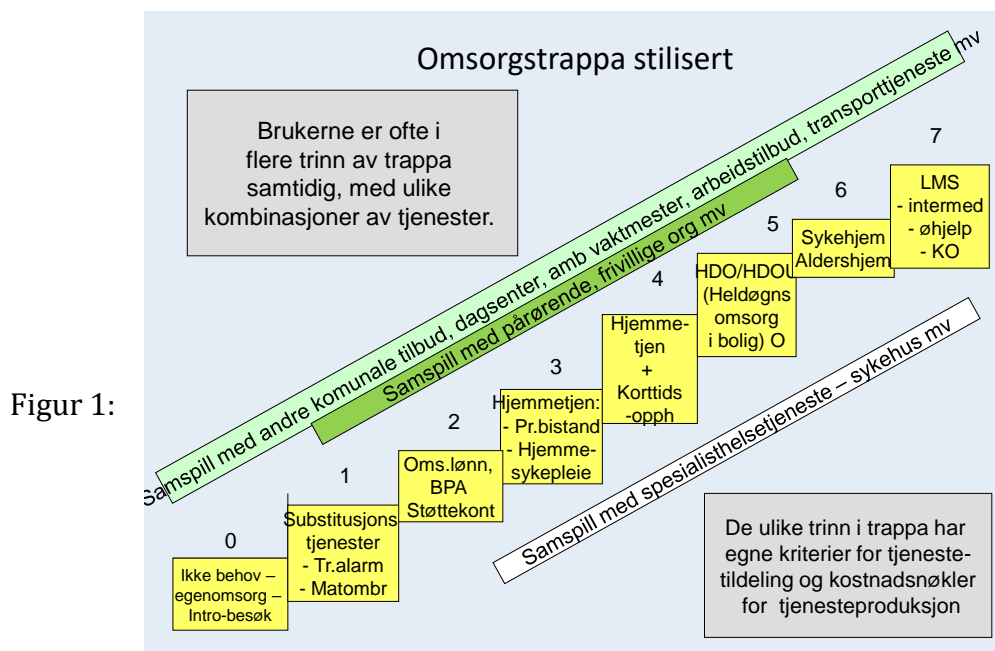 Omsorgstrappa stilisert
Brukerne er ofte i
flere trinn av trappa
samtidig, med ulike
kombinasjoner av tjenester.
Samspill med andre komunale tilbud, dagsenter, amb vaktmester, arbeidstilbud, transporttjeneste mv
Samspill med pårørende, frivillige org mv
Figur 1:
0
Ikke behov –
egenomsorg –
Intro-besøk
1
Substitusjons
tjenester
- Tr.alarm
- Matombr
2
Oms.lønn,
BPA
Støttekont
3
Hjemmetjen:
- Pr.bistand
- Hjemme-
sykepleie
4
Hjemme-
tjen
+
Korttids
-opph
5
HDO/HDOU
(Heldøgns
omsorg
i bolig) O
6
Sykehjem
Aldershjem
7
LMS
- intermed
- øhjelp
- KO
Samspill med spesialisthelsetjeneste – sykehus mv
De ulike trinn i trappa har
egne kriterier for tjeneste-
tildeling og kostnadsnøkler
for tjenesteproduksjon